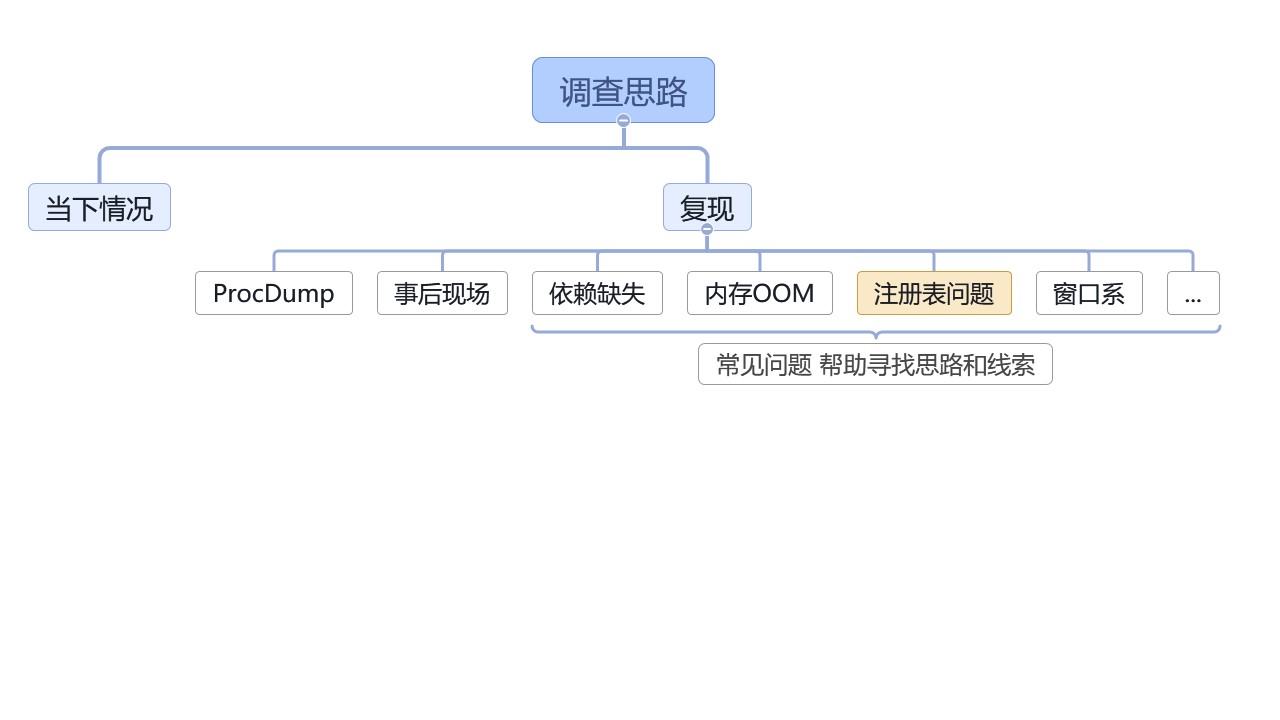 调查思路
当下情况
复现
ProcDump
事后现场
依赖缺失
内存OOM
注册表问题
窗口系
...
常见问题 帮助寻找思路和线索